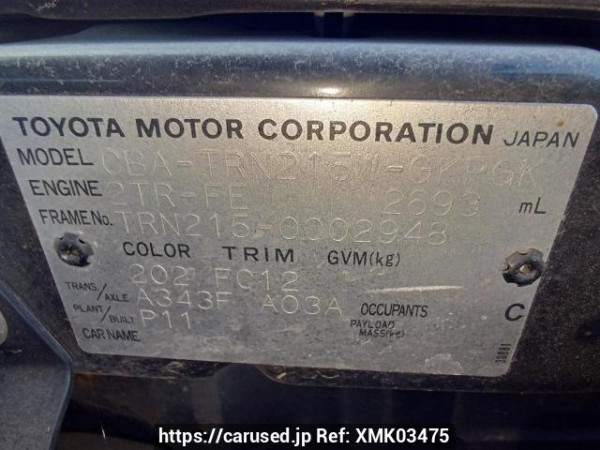 TOYOTA MOTOR CORPORATION JAPAN
MODEL CBA-TRN215W-GKPGK
ENGINE 2TR-FE 2693 mL
FRAME No. TRN215-0002948
COLOR TRIM GVM(kg)
202 FC12
TRANS./AXLE A343F A03A OCCUPANTS C
PLANT/BUILT P11 PAYLOAD MASS(kg)
CAR NAME
https://carused.jp Ref: XMK03475